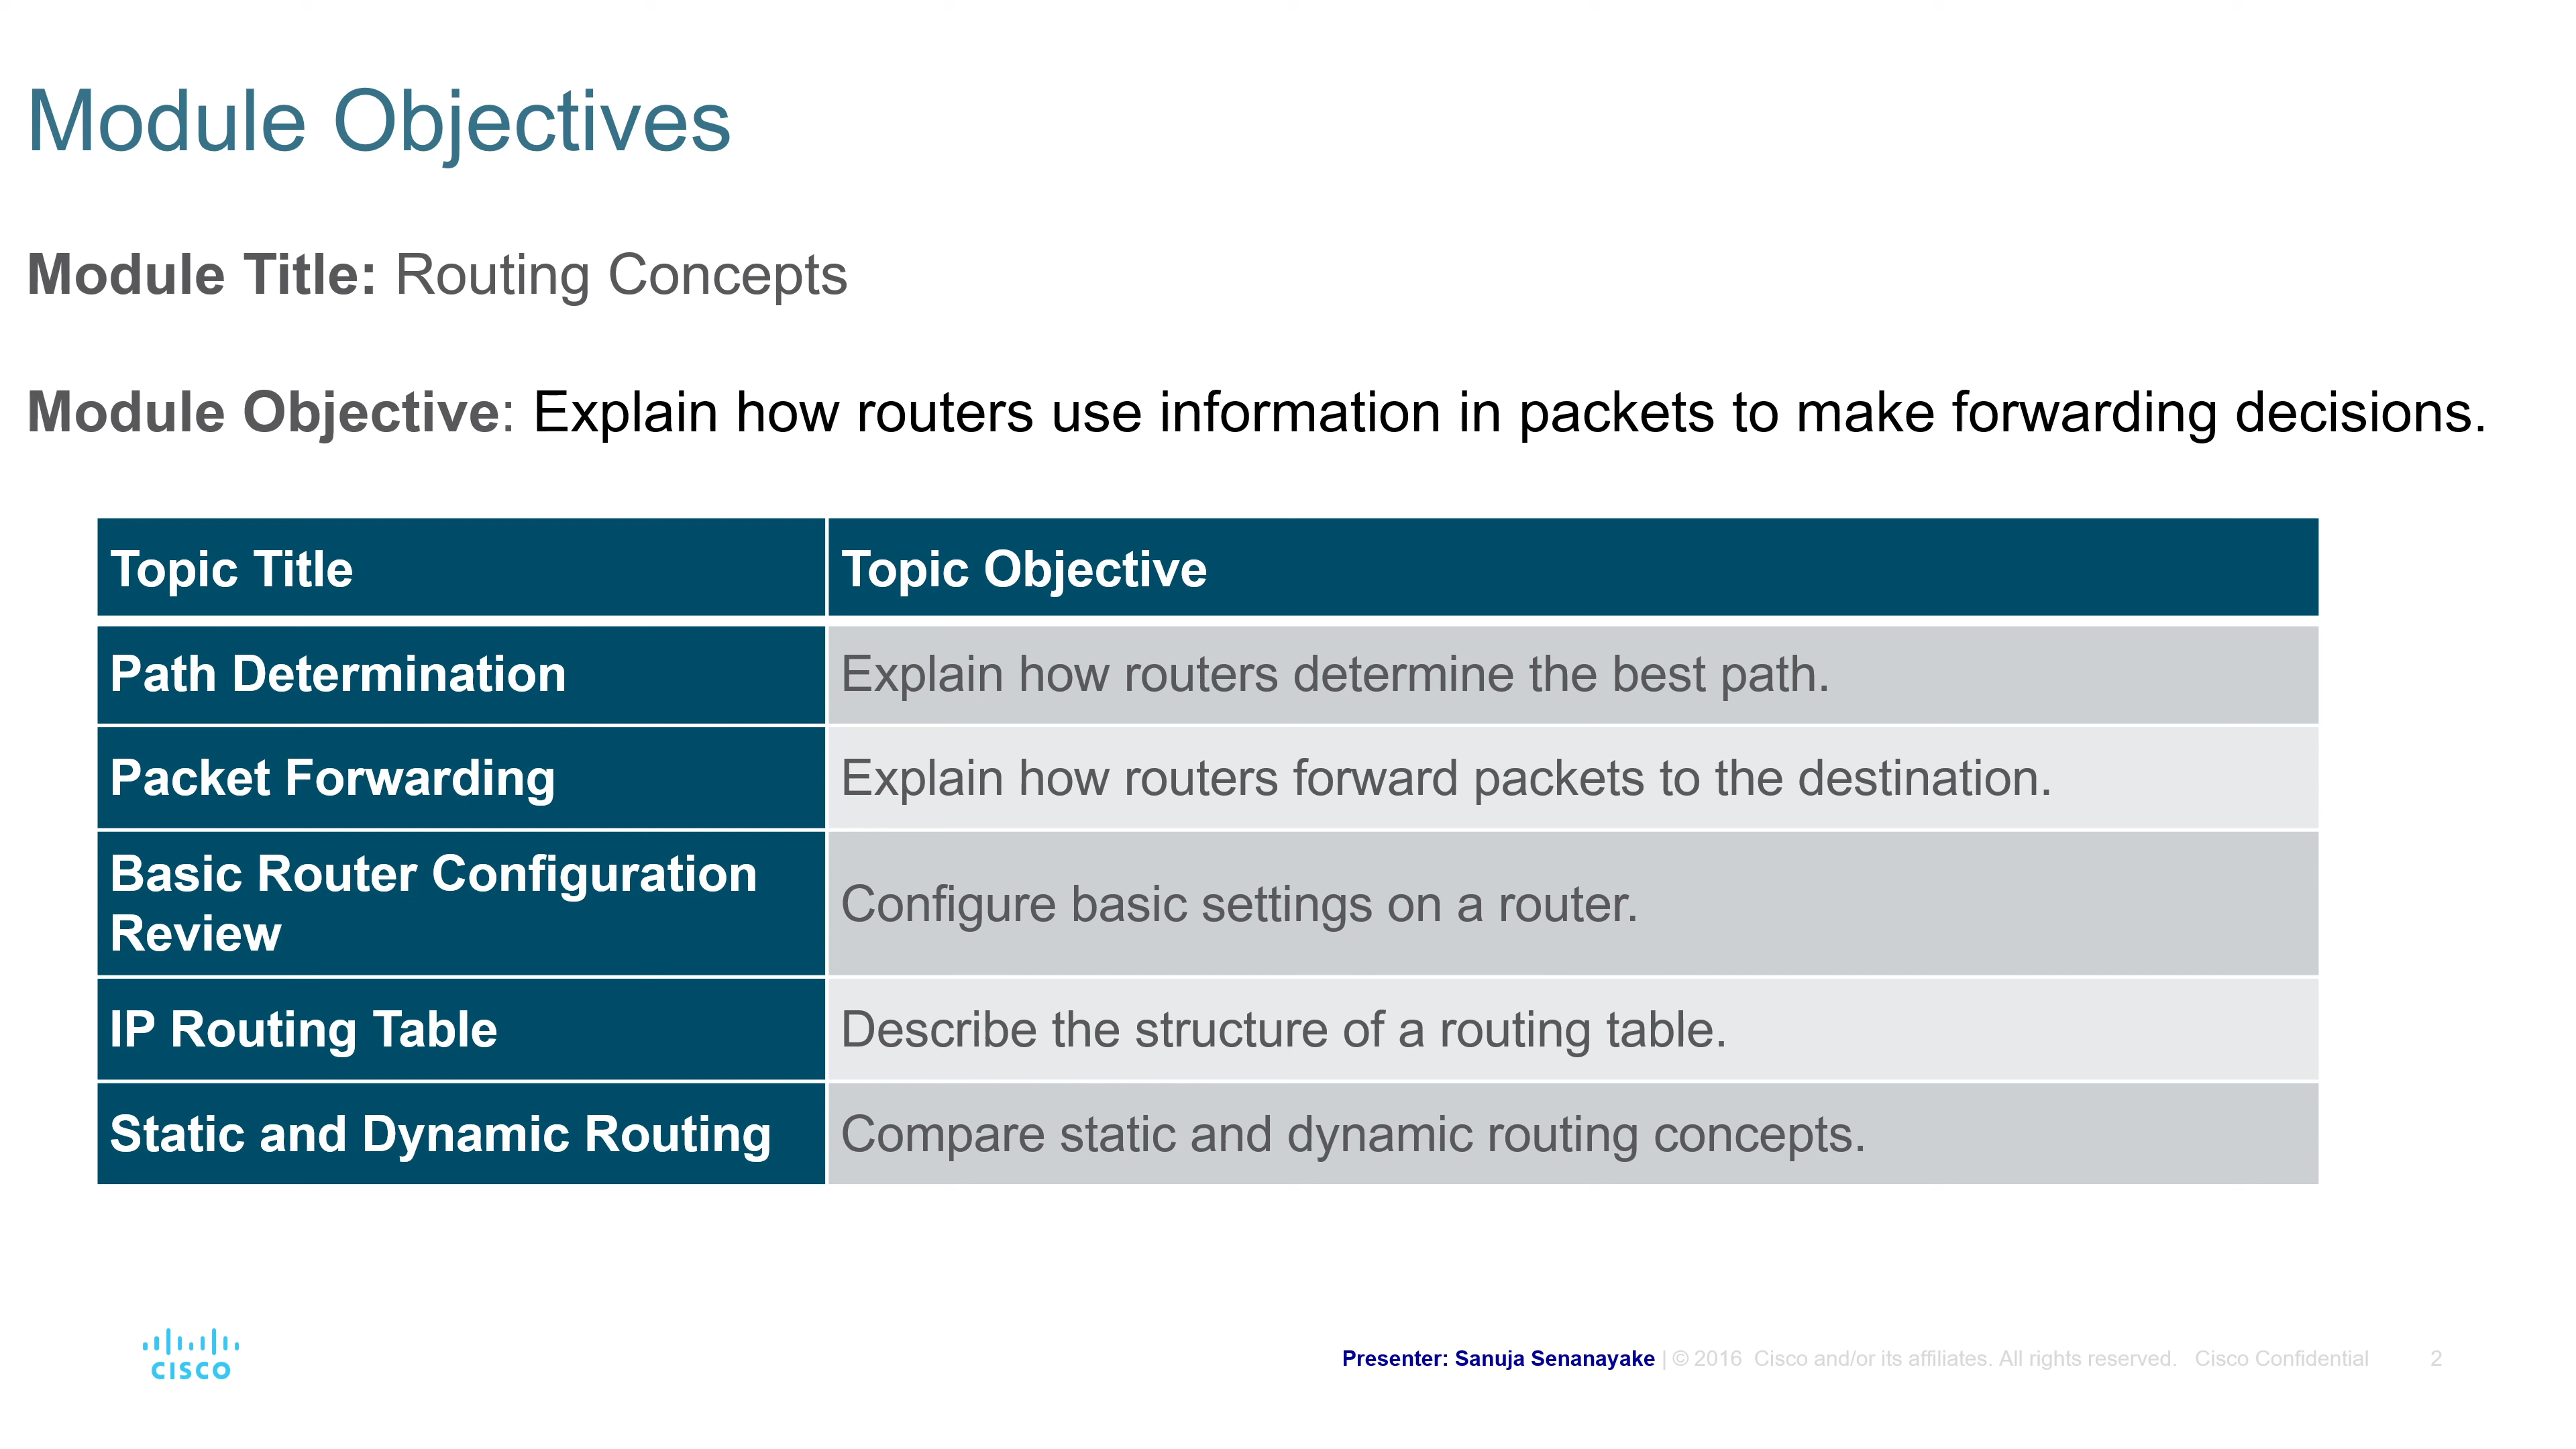 Module Objectives
Module Title: Routing Concepts
Module Objective: Explain how routers use information in packets to make forwarding decisions.
Topic Title Topic Objective
Path Determination Explain how routers determine the best path.
Packet Forwarding Explain how routers forward packets to the destination.
Basic Router Configuration
Review
Configure basic settings on a router.
IP Routing Table Describe the structure of a routing table.
Static and Dynamic Routing Compare static and dynamic routing concepts.
CISCO
Presenter: Sanuja Senanayake | © 2016 Cisco and/or its affiliates. All rights reserved. Cisco Confidential 2